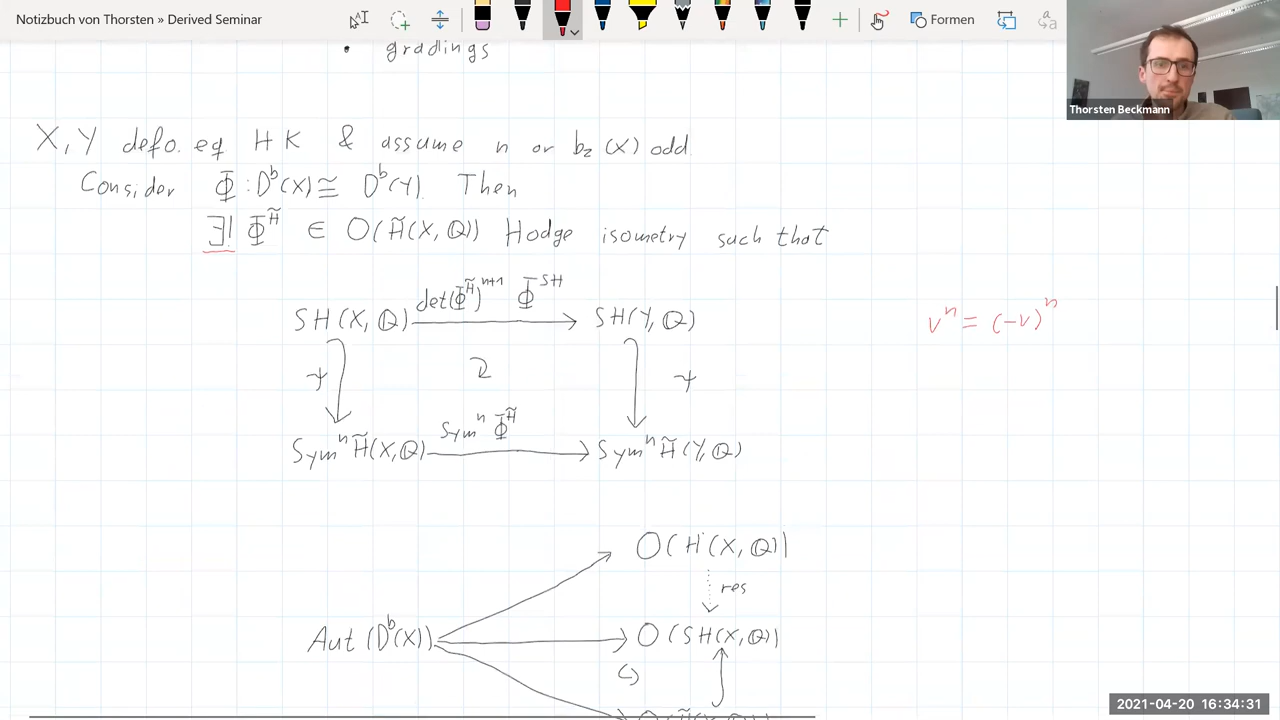 Notizbuch von Thorsten » Derived Seminar
Formen
Thorsten Beckmann
• gradings
X, Y defo. eq HK & assume n or b₂(X) odd.
Consider Φ : Dᵇ(X) ≅ Dᵇ(Y). Then
∃! Φ^H̃ ∈ O(H̃(X, ℚ)) Hodge isometry such that
det(Φ^H̃)ⁿ⁺¹ Φ^SH
SH(X, ℚ) → SH(Y, ℚ)
vⁿ = (-v)ⁿ
ψ ψ
Symⁿ Φ^H̃
Symⁿ H̃(X, ℚ) → Symⁿ H̃(Y, ℚ)
O(H(X, ℚ))
res
Aut(Dᵇ(X)) → O(SH(X, ℚ))
2021-04-20 16:34:31